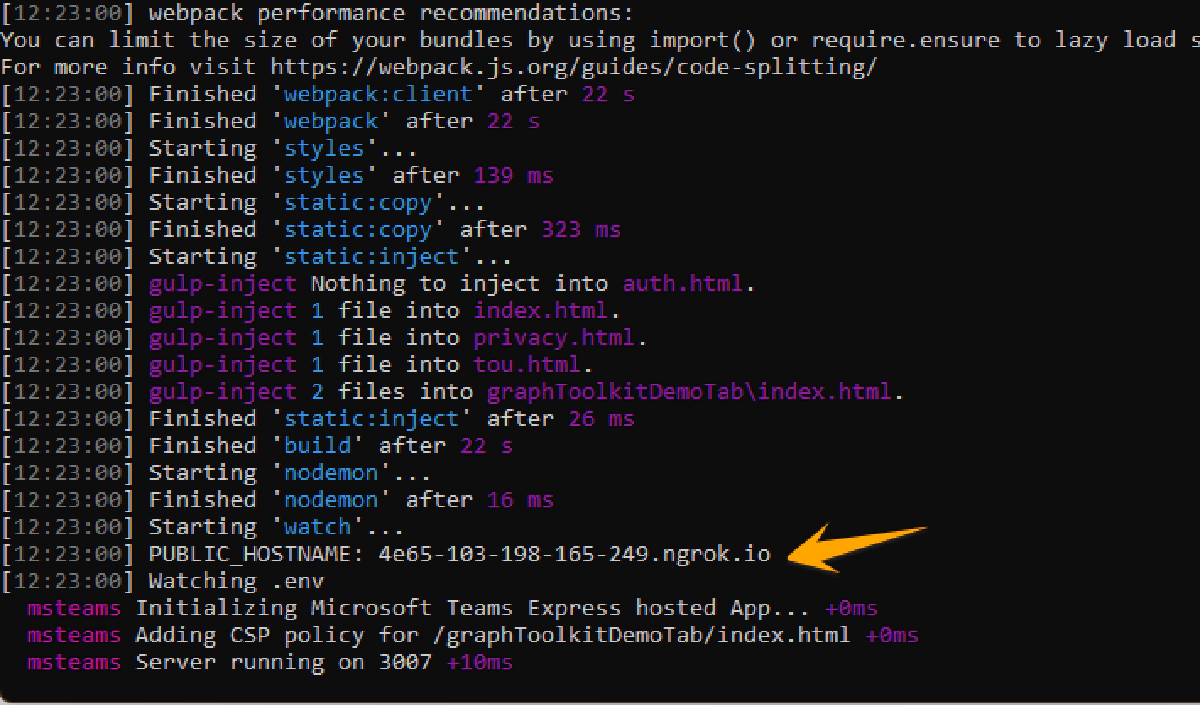 [12:23:00] webpack performance recommendations:
You can limit the size of your bundles by using import() or require.ensure to lazy load s
For more info visit https://webpack.js.org/guides/code-splitting/
[12:23:00] Finished 'webpack:client' after 22 s
[12:23:00] Finished 'webpack' after 22 s
[12:23:00] Starting 'styles'...
[12:23:00] Finished 'styles' after 139 ms
[12:23:00] Starting 'static:copy'...
[12:23:00] Finished 'static:copy' after 323 ms
[12:23:00] Starting 'static:inject'...
[12:23:00] gulp-inject Nothing to inject into auth.html.
[12:23:00] gulp-inject 1 file into index.html.
[12:23:00] gulp-inject 1 file into privacy.html.
[12:23:00] gulp-inject 1 file into tou.html.
[12:23:00] gulp-inject 2 files into graphToolkitDemoTab\index.html.
[12:23:00] Finished 'static:inject' after 26 ms
[12:23:00] Finished 'build' after 22 s
[12:23:00] Starting 'nodemon'...
[12:23:00] Finished 'nodemon' after 16 ms
[12:23:00] Starting 'watch'...
[12:23:00] PUBLIC_HOSTNAME: 4e65-103-198-165-249.ngrok.io
[12:23:00] Watching .env
msteams Initializing Microsoft Teams Express hosted App... +0ms
msteams Adding CSP policy for /graphToolkitDemoTab/index.html +0ms
msteams Server running on 3007 +10ms